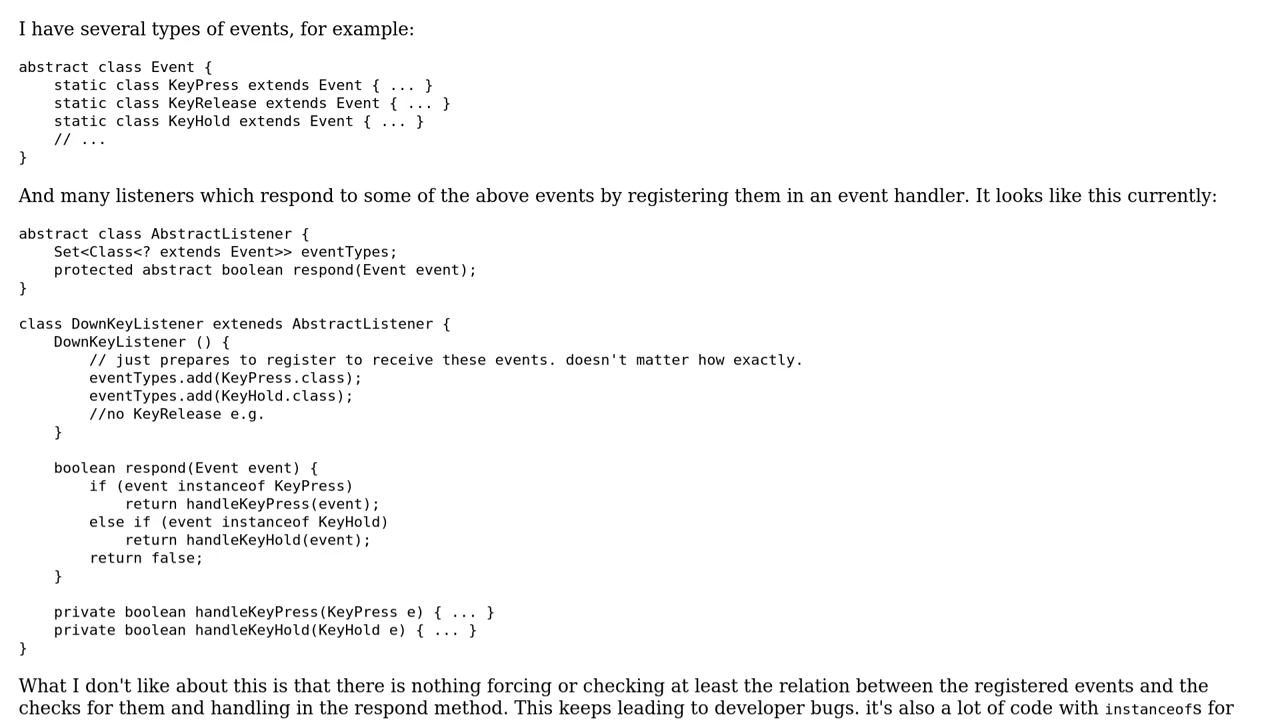 I have several types of events, for example:
abstract class Event {
    static class KeyPress extends Event { ... }
    static class KeyRelease extends Event { ... }
    static class KeyHold extends Event { ... }
    // ...
}
And many listeners which respond to some of the above events by registering them in an event handler. It looks like this currently:
abstract class AbstractListener {
    Set<Class<? extends Event>> eventTypes;
    protected abstract boolean respond(Event event);
}
class DownKeyListener exteneds AbstractListener {
    DownKeyListener () {
        // just prepares to register to receive these events. doesn't matter how exactly.
        eventTypes.add(KeyPress.class);
        eventTypes.add(KeyHold.class);
        //no KeyRelease e.g.
    }
    boolean respond(Event event) {
        if (event instanceof KeyPress)
            return handleKeyPress(event);
        else if (event instanceof KeyHold)
            return handleKeyHold(event);
        return false;
    }
    private boolean handleKeyPress(KeyPress e) { ... }
    private boolean handleKeyHold(KeyHold e) { ... }
}
What I don't like about this is that there is nothing forcing or checking at least the relation between the registered events and the
checks for them and handling in the respond method. This keeps leading to developer bugs. it's also a lot of code with instanceofs for